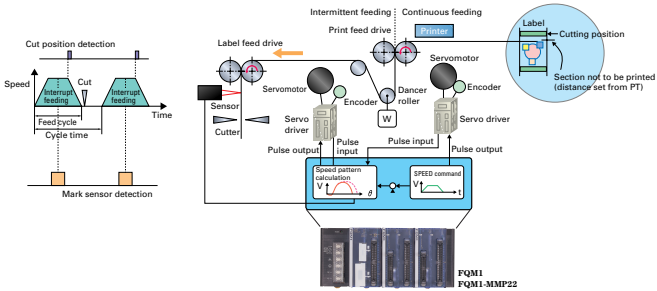 Intermittent feeding
Continuous feeding
Print feed drive
Printer
Label
Cutting position
Section not to be printed
(distance set from PT)
Label feed drive
Servomotor
Servomotor
Encoder
Encoder
Dancer
roller
W
Sensor
Cutter
Servo
driver
Servo driver
Pulse output
Pulse
input
Pulse input
Pulse output
Speed pattern
calculation
V
θ
SPEED command
V
t
Cut position detection
Speed
Cut
Interrupt
feeding
Interrupt
feeding
Time
Feed cycle
Cycle time
Mark sensor detection
FQM1
FQM1-MMP22